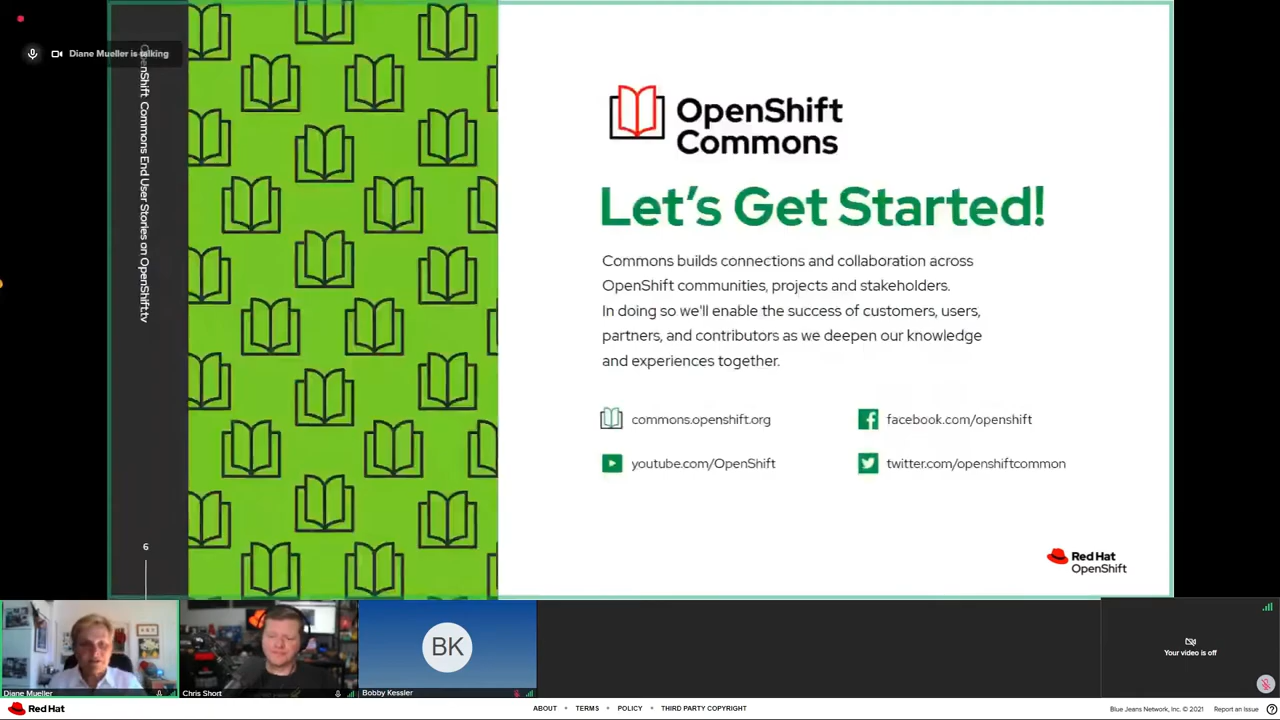 Diane Mueller is talking
OpenShift Commons End User Stories on OpenShift.tv
6
OpenShift
Commons
Let's Get Started!
Commons builds connections and collaboration across
OpenShift communities, projects and stakeholders.
In doing so we'll enable the success of customers, users,
partners, and contributors as we deepen our knowledge
and experiences together.
commons.openshift.org
facebook.com/openshift
youtube.com/OpenShift
twitter.com/openshiftcommon
Red Hat
OpenShift
Diane Mueller
Chris Short
BK
Bobby Kessler
Your video is off
Red Hat
ABOUT • TERMS • POLICY • THIRD PARTY COPYRIGHT
Blue Jeans Network, Inc. © 2021 Report an Issue ?